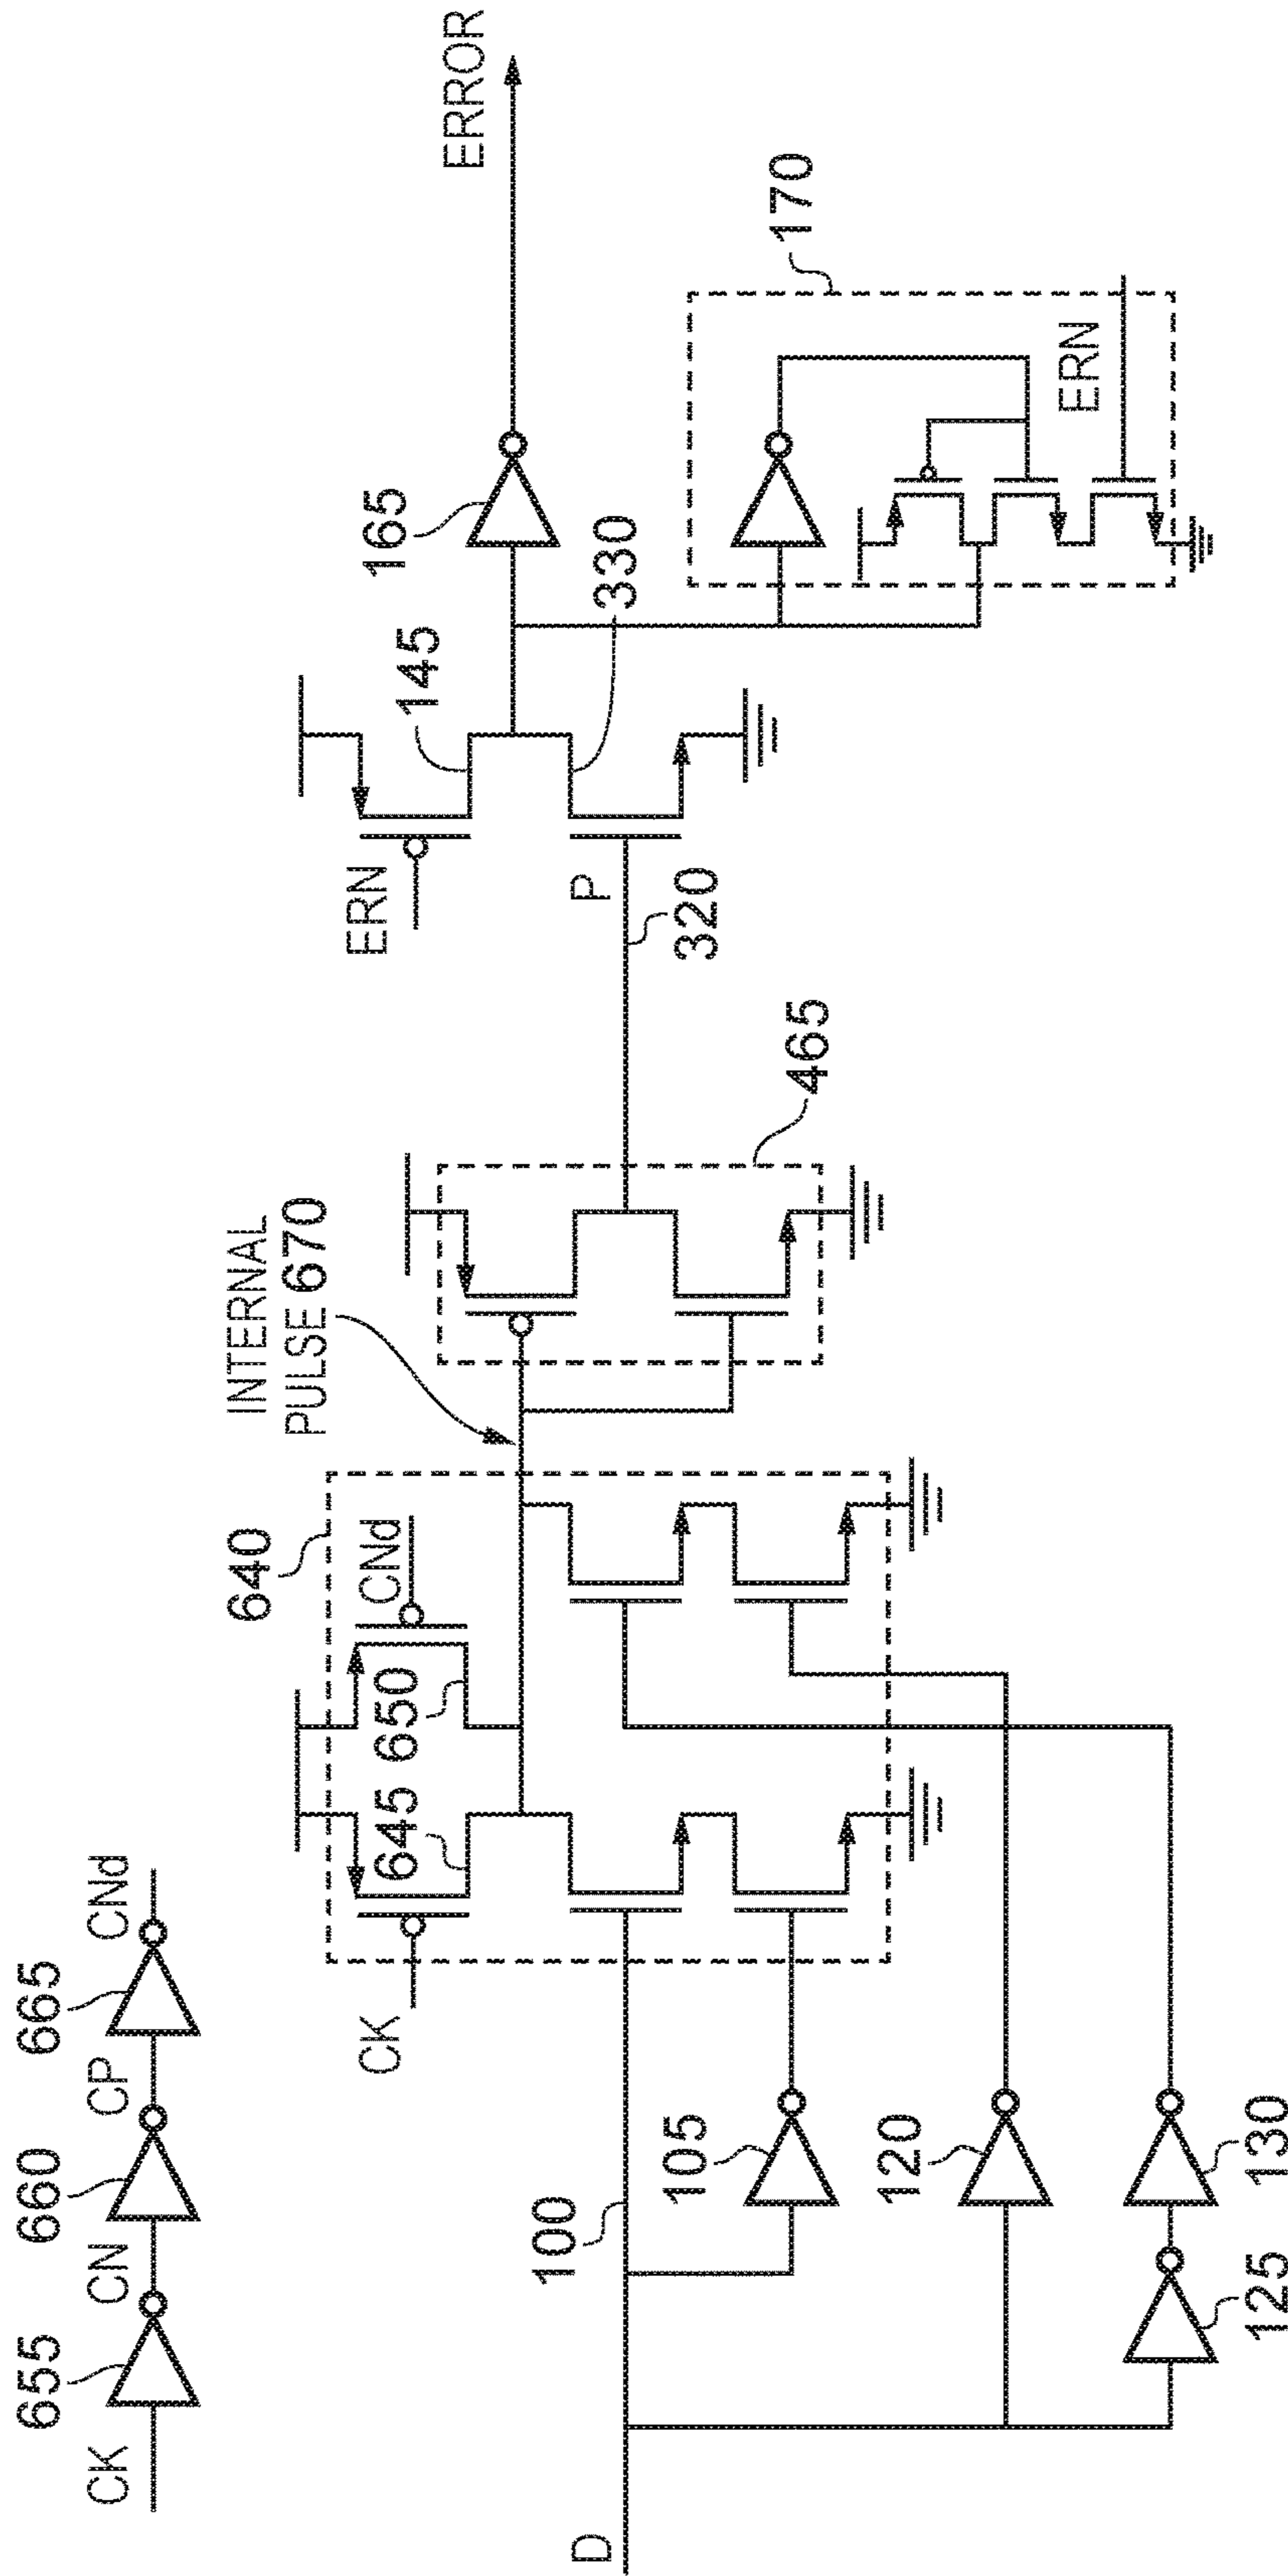 655
CK
CN
660
CP
665
CNd
640
INTERNAL
PULSE 670
CK
645
650
CNd
465
D
100
105
120
125
130
ERN
145
P
320
330
165
ERROR
170
ERN